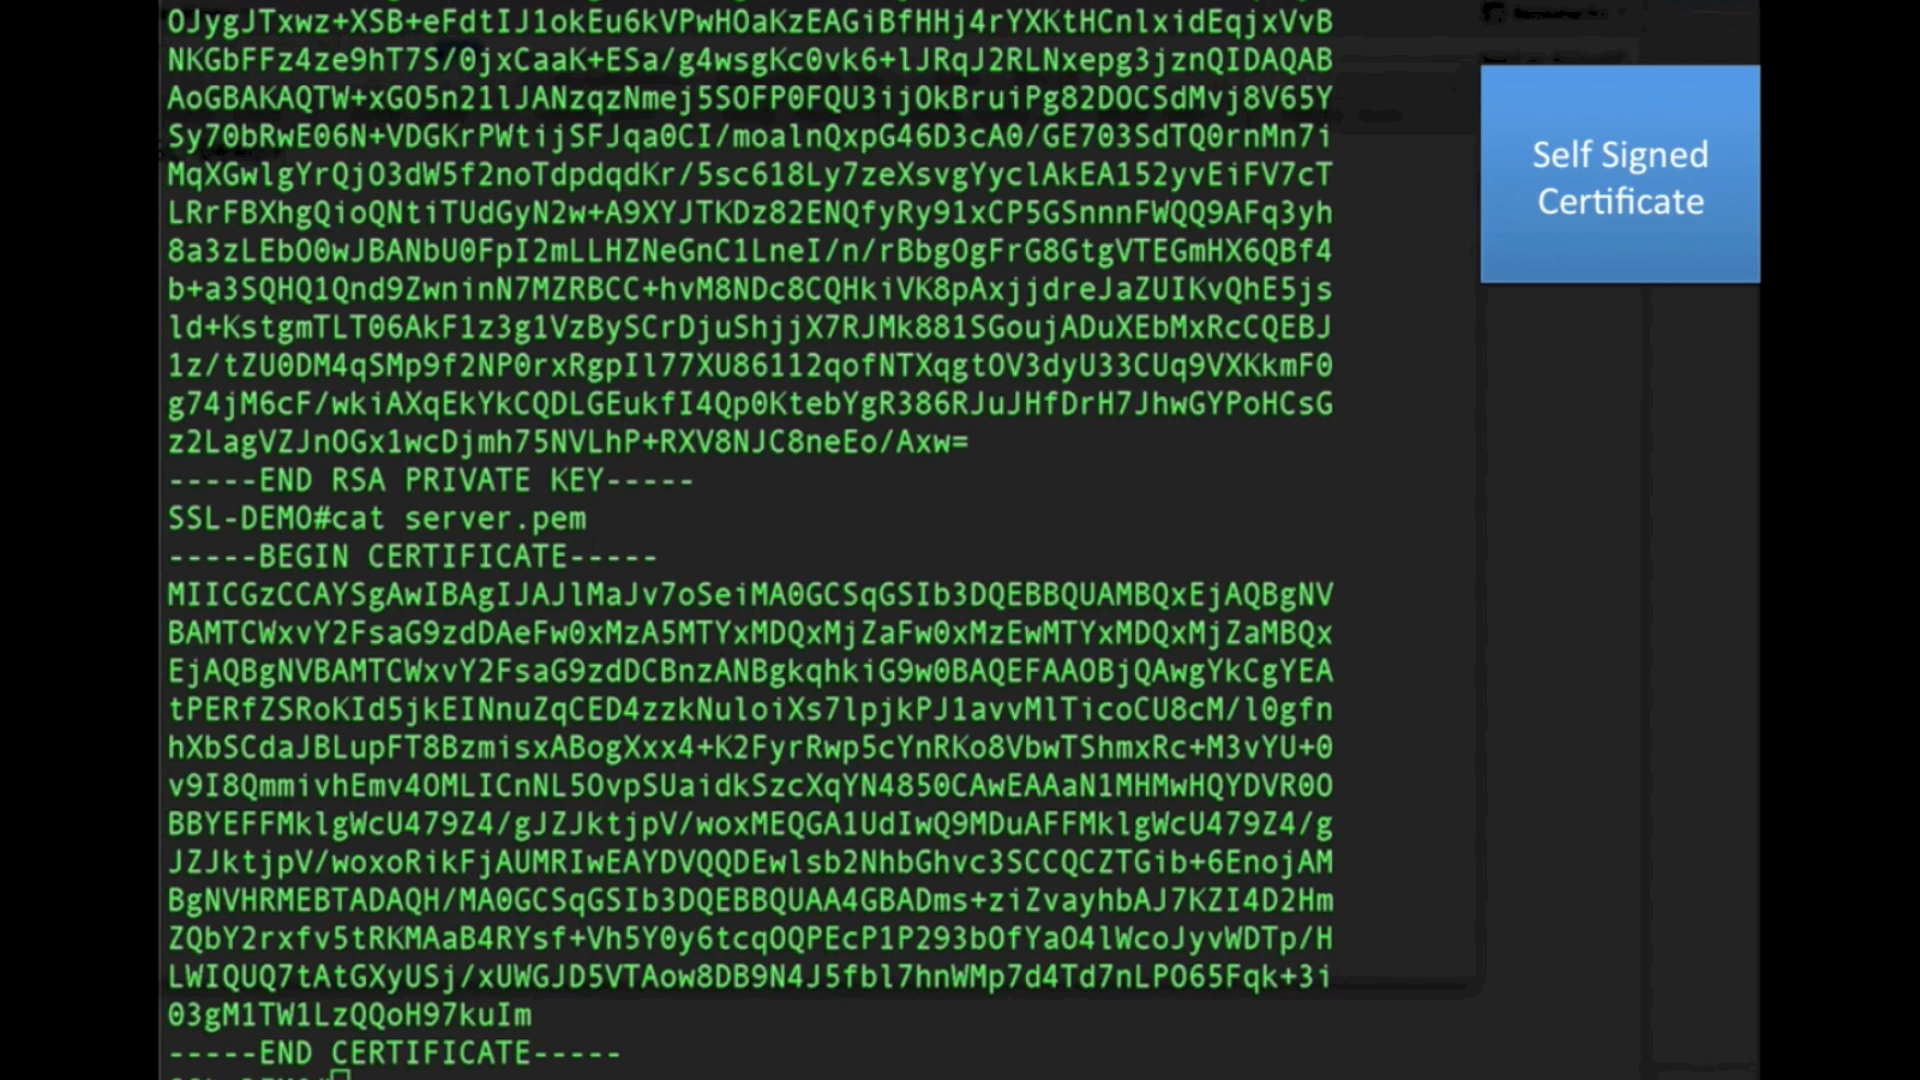 OJygJTxwz+XSB+eFdtIJ1okEu6kVPwHOaKzEAGiBfHHj4rYXKtHCnlxidEqjxVvB
NKGbFFz4ze9hT7S/0jxCaaK+ESa/g4wsgKc0vk6+lJRqJ2RLNxepg3jznQIDAQAB
AoGBAKAQTW+xGO5n21lJANzqzNmej5SOFP0FQU3ijOkBruiPg82DOCSdMvj8V65Y
Sy70bRwE06N+VDGKrPWtijSFJqa0CI/moalnQxpG46D3cA0/GE703SdTQ0rnMn7i
MqXGwlgYrQjO3dW5f2noTdpdqdKr/5sc618Ly7zeXsvgYyclAkEA152yvEiFV7cT
LRrFBXhgQioQNtiTUdGyN2w+A9XYJTKDz82ENQfyRy91xCP5GSnnnFWQQ9AFq3yh
8a3zLEbO0wJBANbU0FpI2mLLHZNeGnC1LneI/n/rBbgOgFrG8GtgVTEGmHX6QBf4
b+a3SQHQ1Qnd9ZwninN7MZRBCC+hvM8NDc8CQHkiVK8pAxjjdreJaZUIKvQhE5js
ld+KstgmTLT06AkF1z3g1VzBySCrDjuShjjX7RJMk881SGoujADuXEbMxRcCQEBJ
1z/tZU0DM4qSMp9f2NP0rxRgpIl77XU86112qofNTXqgtOV3dyU33CUq9VXKkmF0
g74jM6cF/wkiAXqEkYkCQDLGEukfI4Qp0KtebYgR386RJuJHfDrH7JhwGYPoHCsG
z2LagVZJnOGx1wcDjmh75NVLhP+RXV8NJC8neEo/Axw=
-----END RSA PRIVATE KEY-----
SSL-DEMO#cat server.pem
-----BEGIN CERTIFICATE-----
MIICGzCCAYSgAwIBAgIJAJlMaJv7oSeiMA0GCSqGSIb3DQEBBQUAMBQxEjAQBgNV
BAMTCWxvY2FsaG9zdDAeFw0xMzA5MTYxMDQxMjZaFw0xMzEwMTYxMDQxMjZaMBQx
EjAQBgNVBAMTCWxvY2FsaG9zdDCBnzANBgkqhkiG9w0BAQEFAAOBjQAwgYkCgYEA
tPERfZSRoKId5jkEINnuZqCED4zzkNuloiXs7lpjkPJ1avvMlTicoCU8cM/l0gfn
hXbSCdaJBLupFT8BzmisxABogXxx4+K2FyrRwp5cYnRKo8VbwTShmxRc+M3vYU+0
v9I8QmmivhEmv4OMLICnNL5OvpSUaidkSzcXqYN4850CAwEAAaN1MHMwHQYDVR0O
BBYEFFMklgWcU479Z4/gJZJktjpV/woxMEQGA1UdIwQ9MDuAFFMklgWcU479Z4/g
JZJktjpV/woxoRikFjAUMRIwEAYDVQQDEwlsb2NhbGhvc3SCCQCZTGib+6EnojAM
BgNVHRMEBTADAQH/MA0GCSqGSIb3DQEBBQUAA4GBADms+ziZvayhbAJ7KZI4D2Hm
ZQbY2rxfv5tRKMAaB4RYsf+Vh5Y0y6tcqOQPEcP1P293bOfYaO4lWcoJyvWDTp/H
LWIQUQ7tAtGXyUSj/xUWGJD5VTAow8DB9N4J5fbl7hnWMp7d4Td7nLPO65Fqk+3i
03gM1TW1LzQQoH97kuIm
-----END CERTIFICATE-----
Self Signed
Certificate